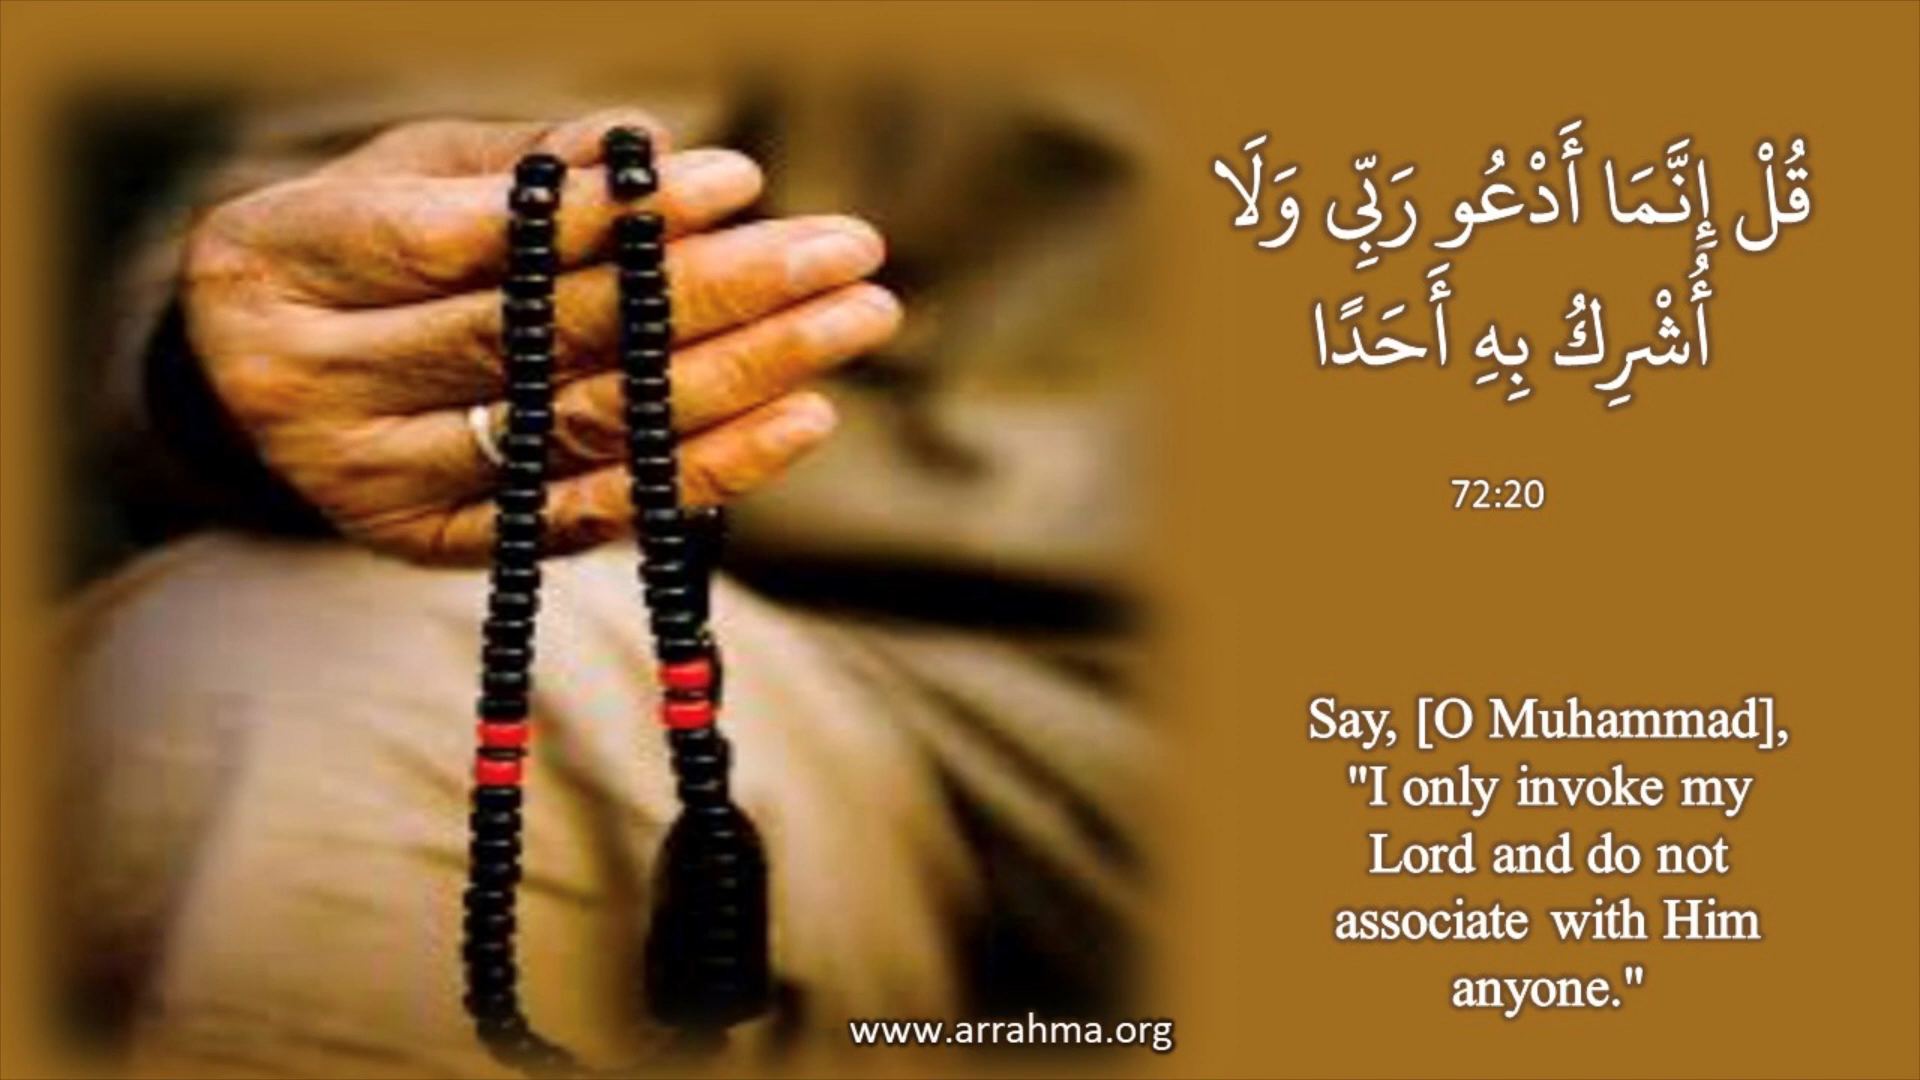 قُلْ إِنَّمَا أَدْعُو رَبِّي وَلَا
أُشْرِكُ بِهِ أَحَدًا
72:20
Say, [O Muhammad],
"I only invoke my
Lord and do not
associate with Him
anyone."
www.arrahma.org